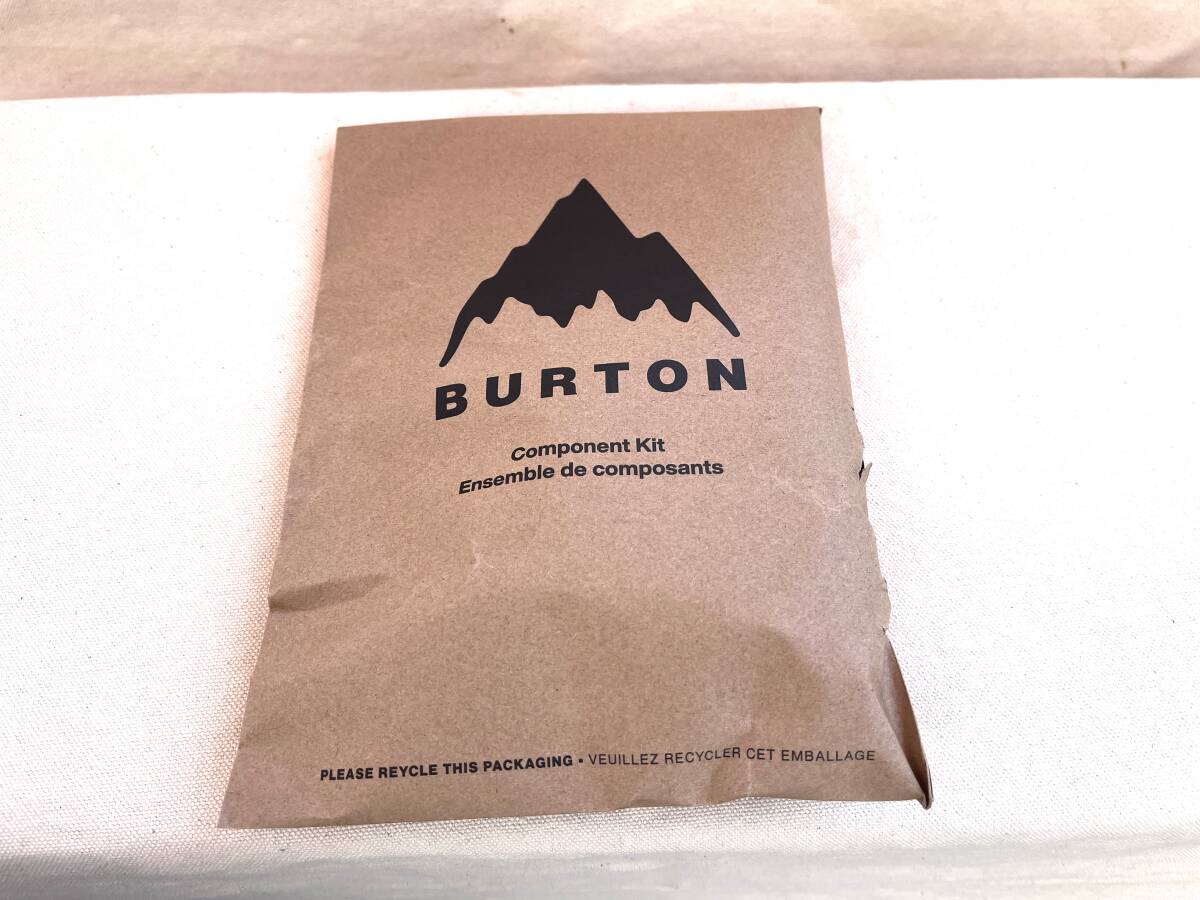 BURTON
Component Kit
Ensemble de composants
PLEASE REYCLE THIS PACKAGING • VEUILLEZ RECYCLER CET EMBALLAGE